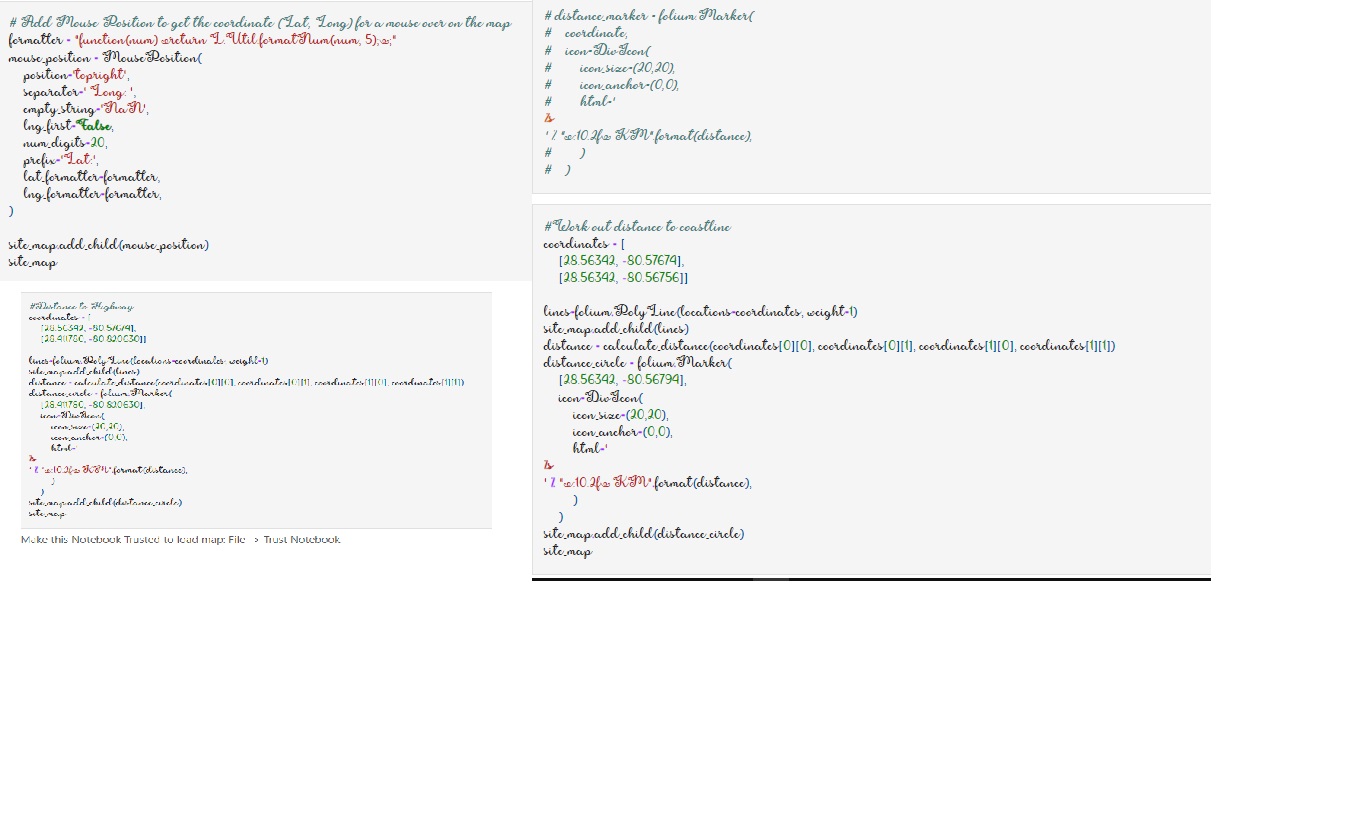 # Add Mouse Position to get the coordinate (Lat, Long) for a mouse over on the map
formatter = "function(num) {return L.Util.formatNum(num, 5);};"
mouse_position = MousePosition(
position='topright',
separator=' Long: ',
empty_string='NaN',
lng_first=False,
num_digits=20,
prefix='Lat:',
lat_formatter=formatter,
lng_formatter=formatter,
)
site_map.add_child(mouse_position)
site_map
#Distance to Highway
coordinates = [
[28.56342, -80.57674],
[28.411780, -80.820630]]
lines=folium.PolyLine(locations=coordinates, weight=1)
site_map.add_child(lines)
distance = calculate_distance(coordinates[0][0], coordinates[0][1], coordinates[1][0], coordinates[1][1])
distance_circle = folium.Marker(
[28.411780, -80.820630],
icon=DivIcon(
icon_size=(20,20),
icon_anchor=(0,0),
html='
%s
' % "{:10.2f} KM".format(distance),
)
)
site_map.add_child(distance_circle)
site_map
Make this Notebook Trusted to load map: File -> Trust Notebook
# distance_marker = folium.Marker(
# coordinate,
# icon=DivIcon(
# icon_size=(20,20),
# icon_anchor=(0,0),
# html='
%s
' % "{:10.2f} KM".format(distance),
# )
# )
#Work out distance to coastline
coordinates = [
[28.56342, -80.57674],
[28.56342, -80.56756]]
lines=folium.PolyLine(locations=coordinates, weight=1)
site_map.add_child(lines)
distance = calculate_distance(coordinates[0][0], coordinates[0][1], coordinates[1][0], coordinates[1][1])
distance_circle = folium.Marker(
[28.56342, -80.56794],
icon=DivIcon(
icon_size=(20,20),
icon_anchor=(0,0),
html='
%s
' % "{:10.2f} KM".format(distance),
)
)
site_map.add_child(distance_circle)
site_map